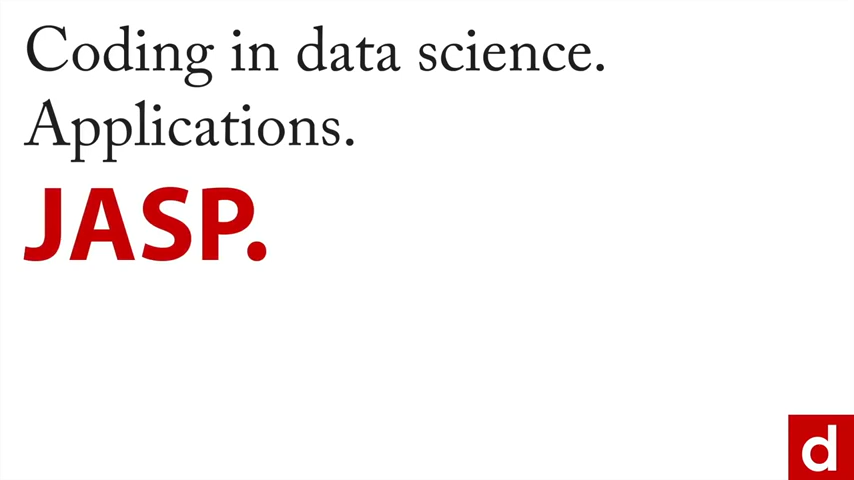 Coding in data science.
Applications.
JASP.
d